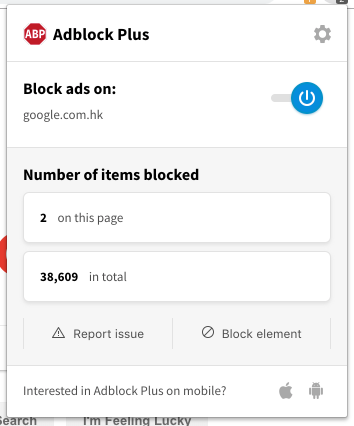 ABP Adblock Plus
Block ads on:
google.com.hk
Number of items blocked
2 on this page
38,609 in total
Report issue Block element
Interested in Adblock Plus on mobile?
Search I'm Feeling Lucky